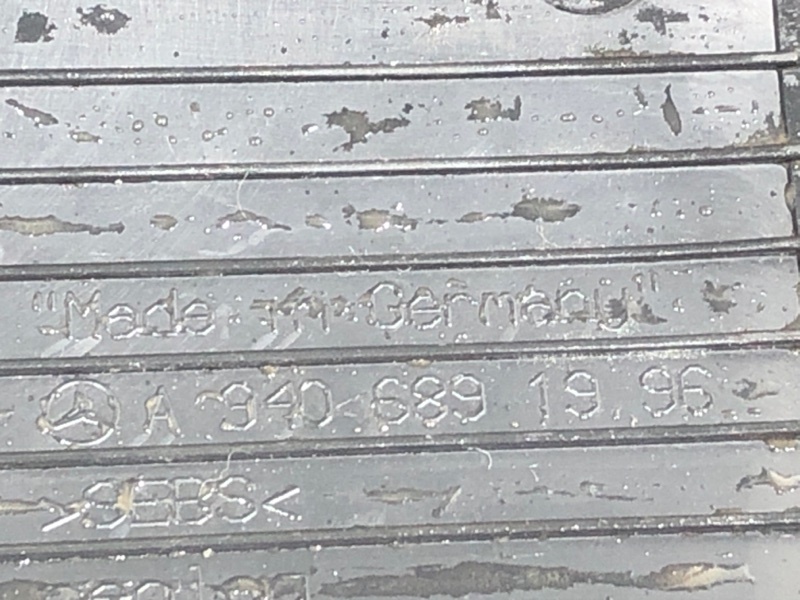 "Made in Germany"
A 940 689 19 96
>SEBS<